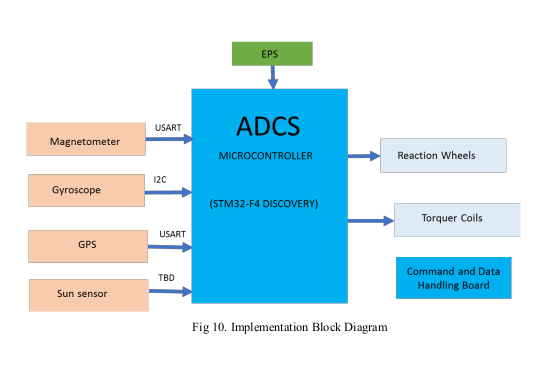 EPS
ADCS
MICROCONTROLLER
(STM32-F4 DISCOVERY)
USART
Magnetometer
I2C
Gyroscope
USART
GPS
TBD
Sun sensor
Reaction Wheels
Torquer Coils
Command and Data
Handling Board
Fig 10. Implementation Block Diagram